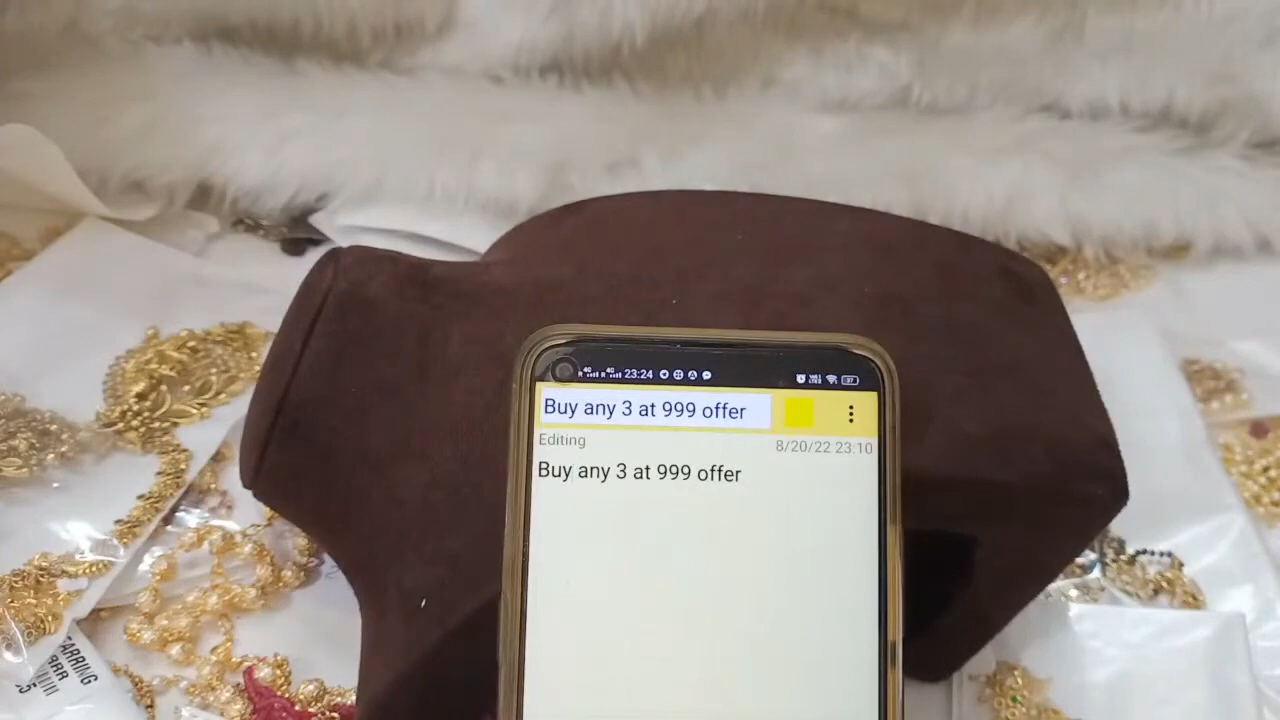 23:24
37
Buy any 3 at 999 offer
Editing
8/20/22 23:10
Buy any 3 at 999 offer
EARRING